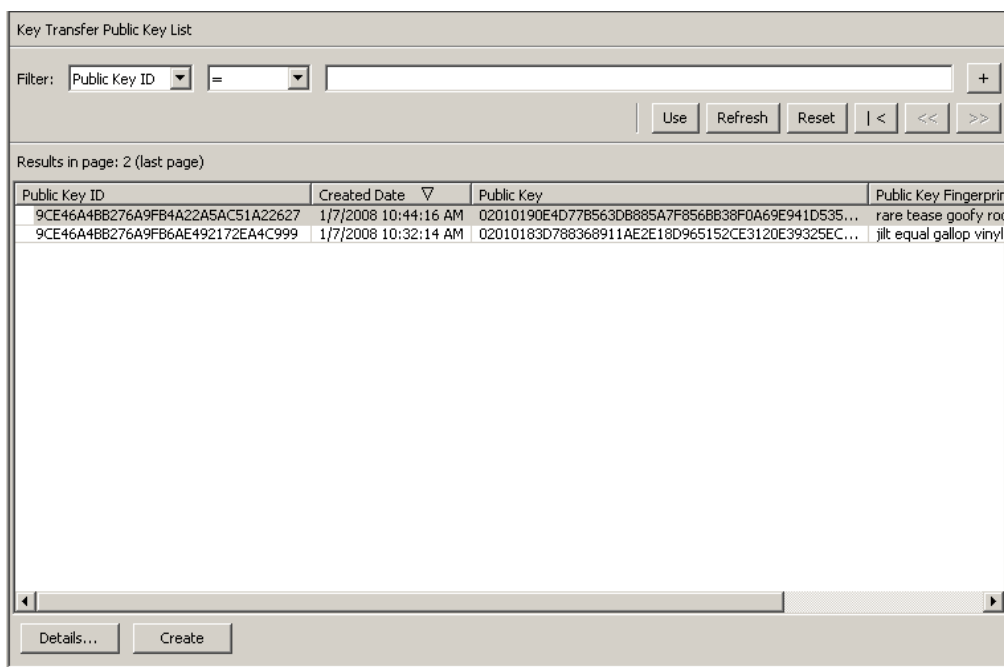 Key Transfer Public Key List
Filter: Public Key ID = +
Use Refresh Reset |< << >>
Results in page: 2 (last page)
Public Key ID Created Date Public Key Public Key Fingerprin
9CE46A4BB276A9FB4A22A5AC51A22627 1/7/2008 10:44:16 AM 02010190E4D77B563DB885A7F856BB38F0A69E941D535... rare tease goofy roo
9CE46A4BB276A9FB6AE492172EA4C999 1/7/2008 10:32:14 AM 02010183D788368911AE2E18D965152CE3120E39325EC... jilt equal gallop vinyl
Details... Create